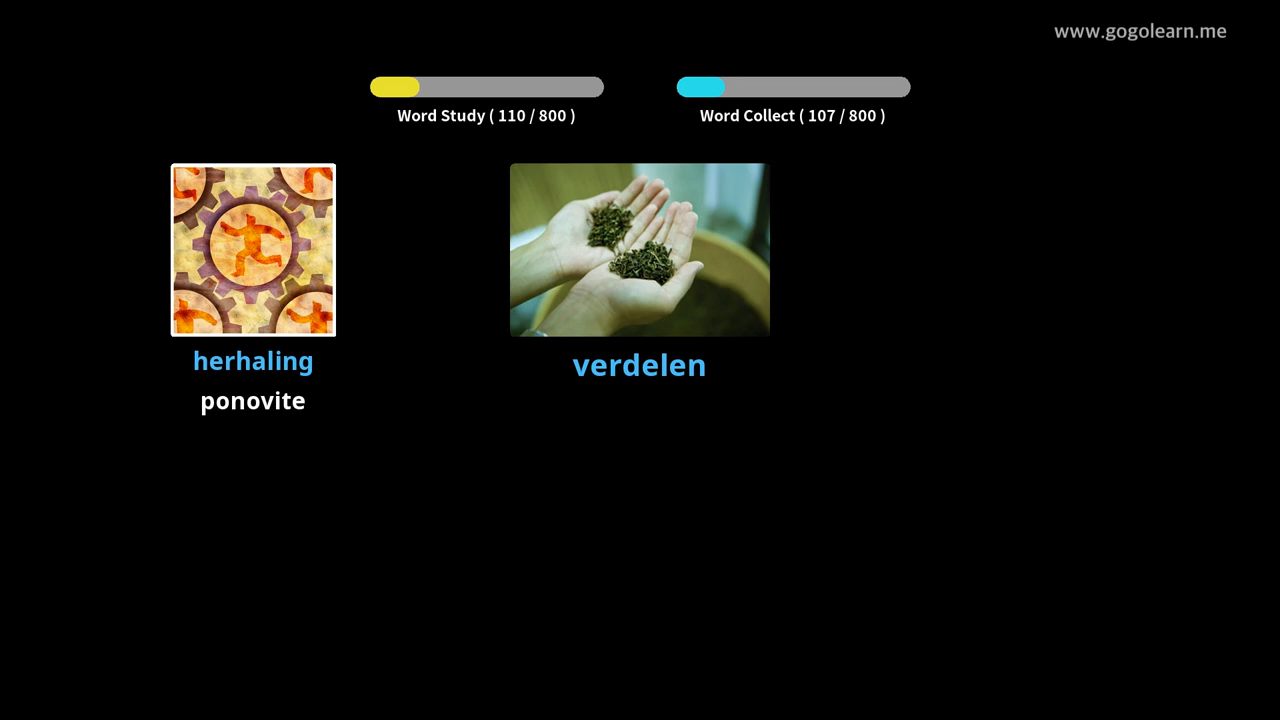 www.gogolearn.me
Word Study ( 110 / 800 )
Word Collect ( 107 / 800 )
herhaling
ponovite
verdelen